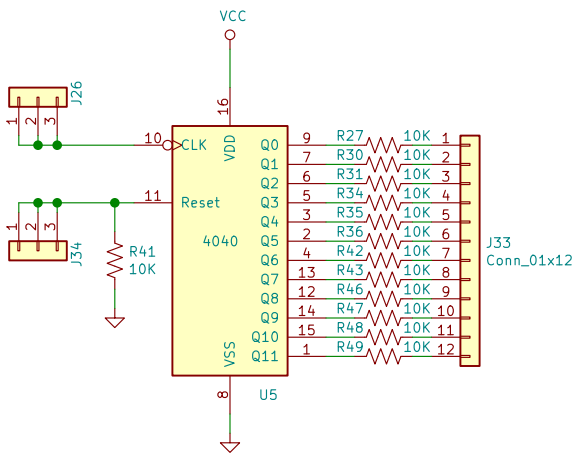 VCC
16
VDD
J26
1 2 3
10 CLK
11 Reset
1 2 3
J34
R41
10K
4040
Q0 9 R27 10K 1
Q1 7 R30 10K 2
Q2 6 R31 10K 3
Q3 5 R34 10K 4
Q4 3 R35 10K 5
Q5 2 R36 10K 6
Q6 4 R42 10K 7
Q7 13 R43 10K 8
Q8 12 R46 10K 9
Q9 14 R47 10K 10
Q10 15 R48 10K 11
Q11 1 R49 10K 12
J33
Conn_01x12
VSS
8
U5